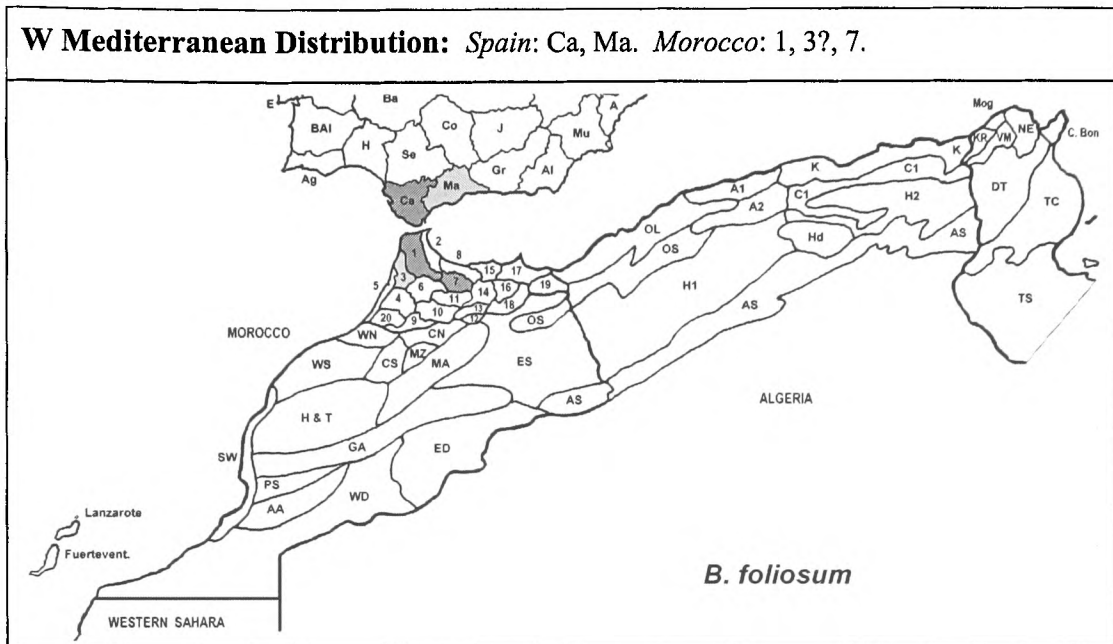 W Mediterranean Distribution: Spain: Ca, Ma. Morocco: 1, 3?, 7.
E Ba A
BAl H Se Co J Mu
Ag Ca Ma Gr Al
Mog KR VM NE C. Bon
K K C1 DT TC
A1 A2 C1 H2
OL OS Hd AS
1 2 8 15 17
3 7 16 19
5 6 14
4 11 13 18
20 9 10 12
H1 TS
MOROCCO WN CN OS AS
WS CS MZ MA ES
AS ALGERIA
H & T
SW GA ED
PS
AA WD
Lanzarote
Fuertevent.
B. foliosum
WESTERN SAHARA